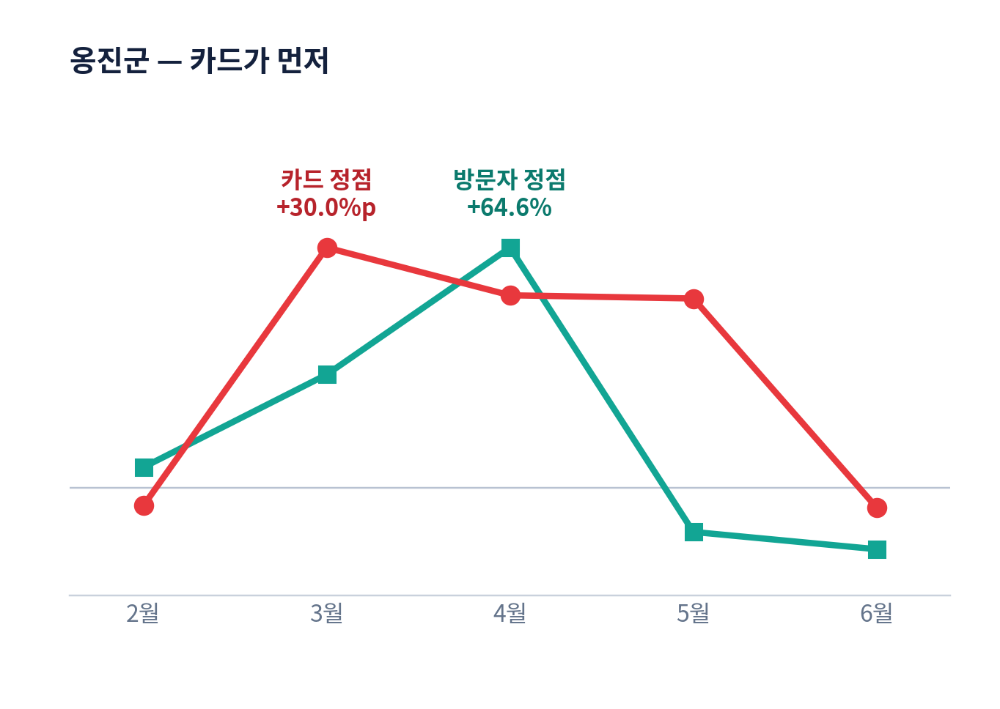 옹진군 — 카드가 먼저
카드 정점
+30.0%p
방문자 정점
+64.6%
2월
3월
4월
5월
6월